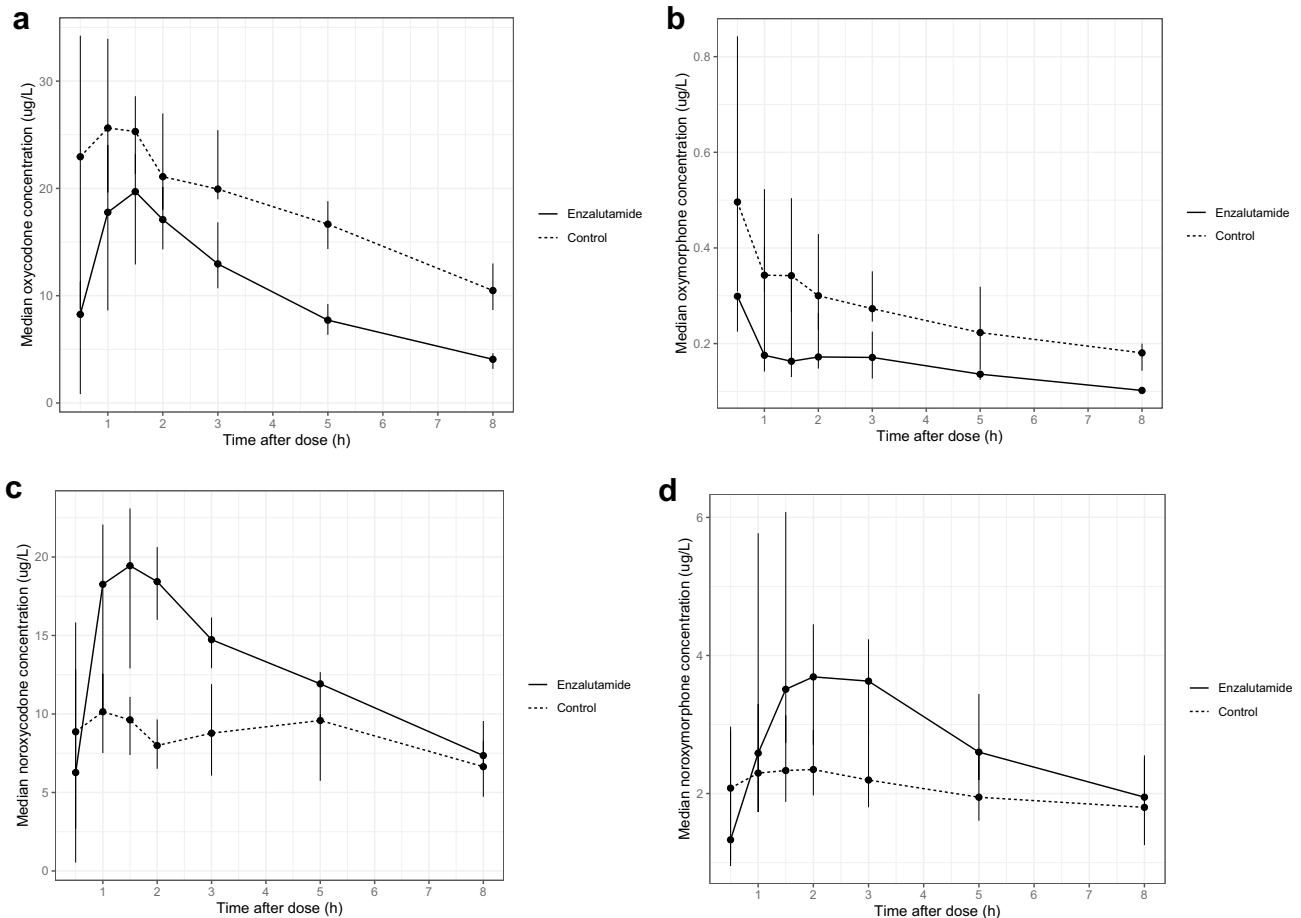 a
Median oxycodone concentration (ug/L)
30
20
10
0
1 2 3 4 5 6 7 8
Time after dose (h)
Enzalutamide
Control
b
Median oxymorphone concentration (ug/L)
0.8
0.6
0.4
0.2
1 2 3 4 5 6 7 8
Time after dose (h)
Enzalutamide
Control
c
Median noroxycodone concentration (ug/L)
20
15
10
5
0
1 2 3 4 5 6 7 8
Time after dose (h)
Enzalutamide
Control
d
Median noroxymorphone concentration (ug/L)
6
4
2
1 2 3 4 5 6 7 8
Time after dose (h)
Enzalutamide
Control